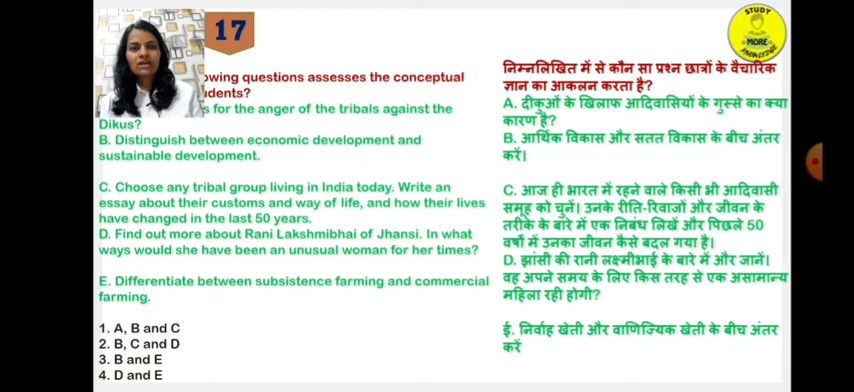 17
owing questions assesses the conceptual
udents?
s for the anger of the tribals against the
Dikus?
B. Distinguish between economic development and
sustainable development.
C. Choose any tribal group living in India today. Write an
essay about their customs and way of life, and how their lives
have changed in the last 50 years.
D. Find out more about Rani Lakshmibhai of Jhansi. In what
ways would she have been an unusual woman for her times?
E. Differentiate between subsistence farming and commercial
farming.
1. A, B and C
2. B, C and D
3. B and E
4. D and E
STUDY
MORE
KNOWLEDGE
निम्नलिखित में से कौन सा प्रश्न छात्रों के वैचारिक
ज्ञान का आकलन करता है?
A. दीकुओं के खिलाफ आदिवासियों के गुस्से का क्या
कारण है?
B. आर्थिक विकास और सतत विकास के बीच अंतर
करें।
C. आज ही भारत में रहने वाले किसी भी आदिवासी
समूह को चुनें। उनके रीति-रिवाजों और जीवन के
तरीके के बारे में एक निबंध लिखें और पिछले 50
वर्षों में उनका जीवन कैसे बदल गया है।
D. झांसी की रानी लक्ष्मीभाई के बारे में और जानें।
वह अपने समय के लिए किस तरह से एक असामान्य
महिला रही होगी?
ई. निर्वाह खेती और वाणिज्यिक खेती के बीच अंतर
करें